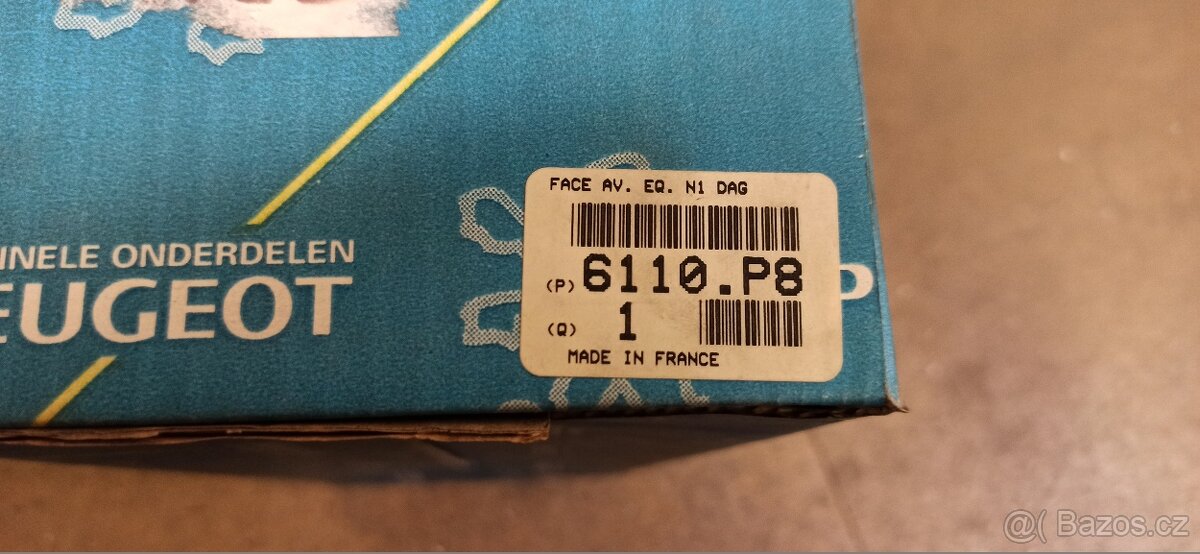 INELE ONDERDELEN
EUGEOT
FACE AV. EQ. N1 DAG
(P) 6110.P8
P
(Q) 1
MADE IN FRANCE
@( Bazos.cz